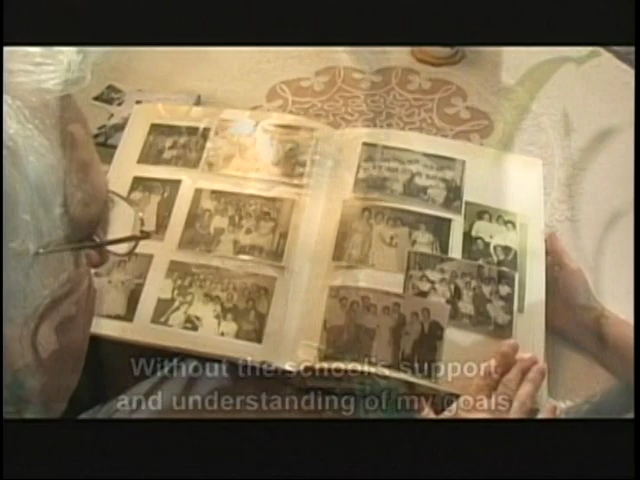 Without the school's support
and understanding of my goals